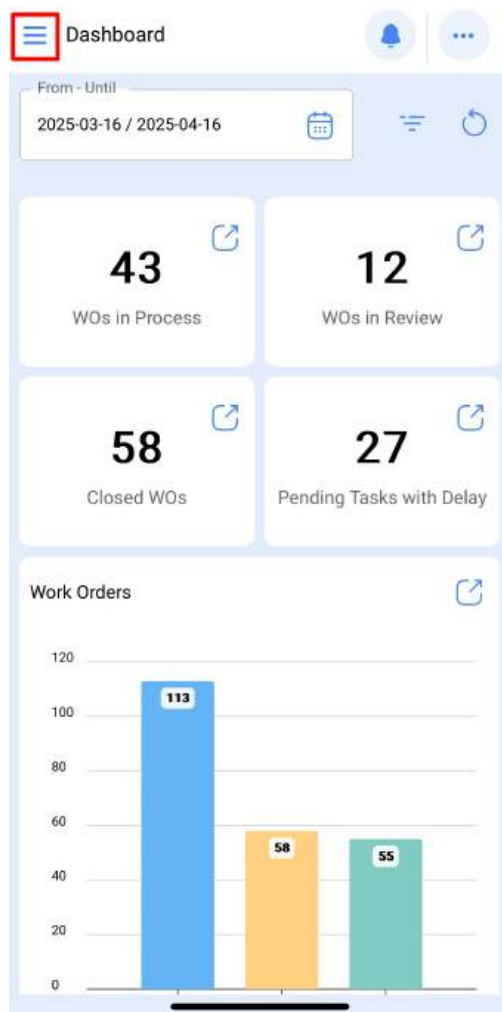 Dashboard
From - Until
2025-03-16 / 2025-04-16
43
WOs in Process
12
WOs in Review
58
Closed WOs
27
Pending Tasks with Delay
Work Orders
120
100
80
60
40
20
0
113
58
55